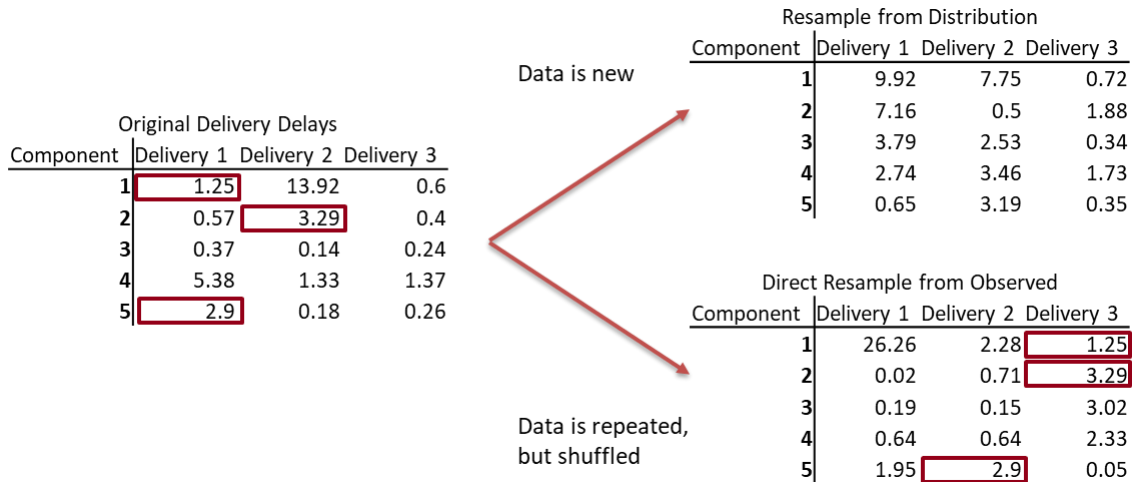 Original Delivery Delays
Component Delivery 1 Delivery 2 Delivery 3
1 1.25 13.92 0.6
2 0.57 3.29 0.4
3 0.37 0.14 0.24
4 5.38 1.33 1.37
5 2.9 0.18 0.26
Data is new
Resample from Distribution
Component Delivery 1 Delivery 2 Delivery 3
1 9.92 7.75 0.72
2 7.16 0.5 1.88
3 3.79 2.53 0.34
4 2.74 3.46 1.73
5 0.65 3.19 0.35
Data is repeated,
but shuffled
Direct Resample from Observed
Component Delivery 1 Delivery 2 Delivery 3
1 26.26 2.28 1.25
2 0.02 0.71 3.29
3 0.19 0.15 3.02
4 0.64 0.64 2.33
5 1.95 2.9 0.05